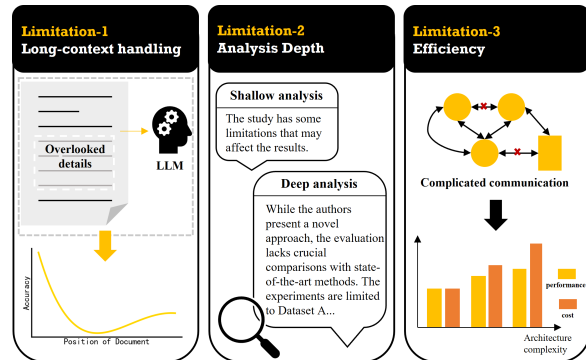 Limitation-1
Long-context handling
Overlooked
details
LLM
Accuracy
Position of Document
Limitation-2
Analysis Depth
Shallow analysis
The study has some
limitations that may
affect the results.
Deep analysis
While the authors
present a novel
approach, the evaluation
lacks crucial
comparisons with state-
of-the-art methods. The
experiments are limited
to Dataset A...
Limitation-3
Efficiency
Complicated communication
performance
cost
Architecture
complexity